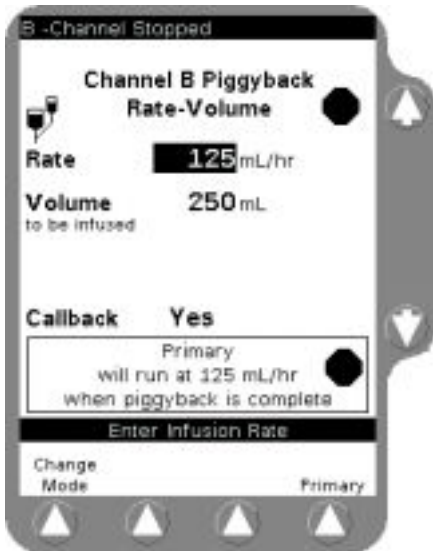 B -Channel Stopped
Channel B Piggyback
Rate-Volume
Rate 125 mL/hr
Volume 250 mL
to be infused
Callback Yes
Primary
will run at 125 mL/hr
when piggyback is complete
Enter Infusion Rate
Change
Mode Primary